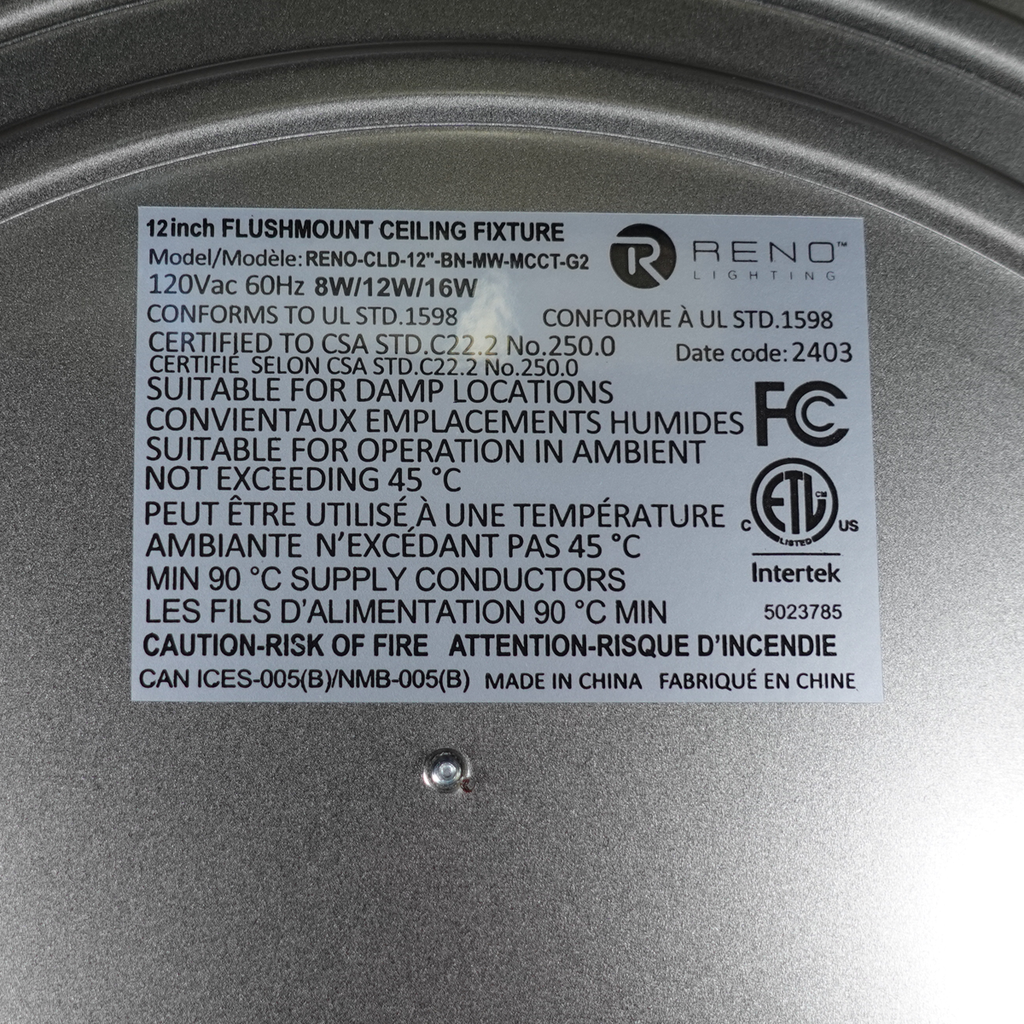 12inch FLUSHMOUNT CEILING FIXTURE
RENO™
LIGHTING
Model/Modèle: RENO-CLD-12"-BN-MW-MCCT-G2
120Vac 60Hz 8W/12W/16W
CONFORMS TO UL STD.1598 CONFORME À UL STD.1598
CERTIFIED TO CSA STD.C22.2 No.250.0
Date code: 2403
CERTIFIÉ SELON CSA STD.C22.2 No.250.0
SUITABLE FOR DAMP LOCATIONS
FCC
CONVIENTAUX EMPLACEMENTS HUMIDES
SUITABLE FOR OPERATION IN AMBIENT
NOT EXCEEDING 45 °C
PEUT ÊTRE UTILISÉ À UNE TEMPÉRATURE
C ETL CM US
LISTED
AMBIANTE N'EXCÉDANT PAS 45 °C
Intertek
MIN 90 °C SUPPLY CONDUCTORS
LES FILS D'ALIMENTATION 90 °C MIN
5023785
CAUTION-RISK OF FIRE ATTENTION-RISQUE D'INCENDIE
CAN ICES-005(B)/NMB-005(B) MADE IN CHINA FABRIQUÉ EN CHINE